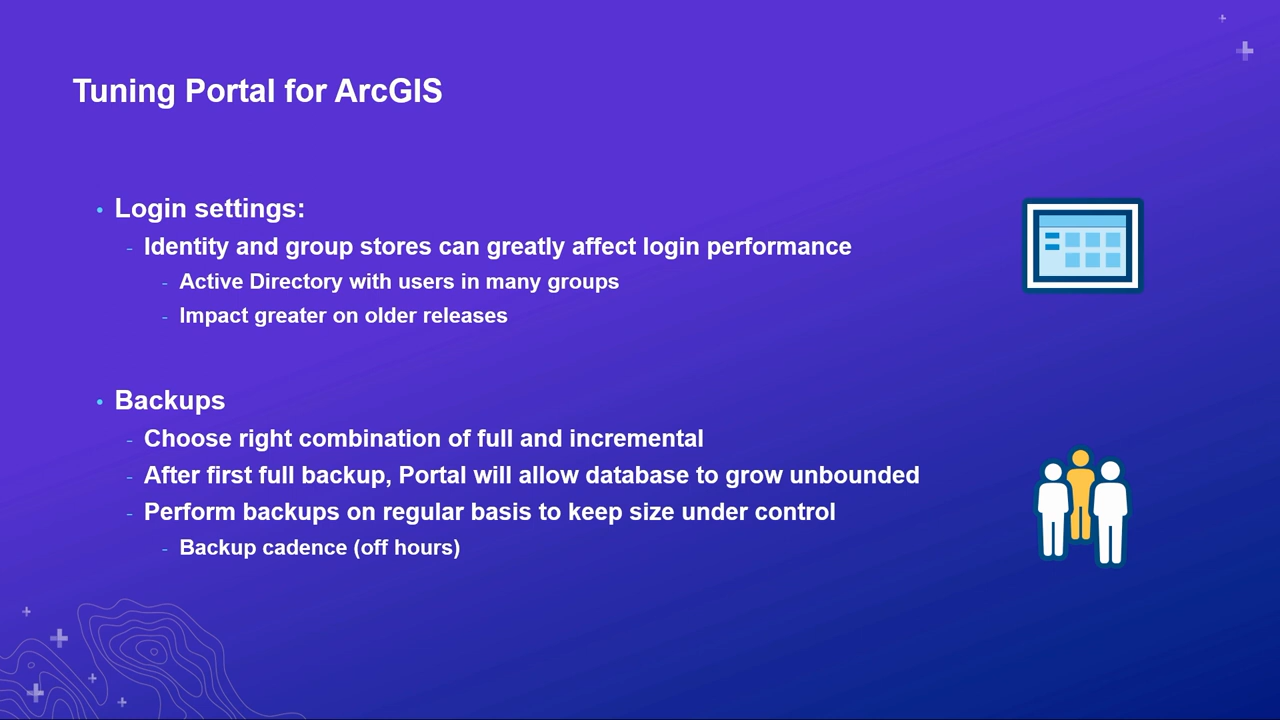 Tuning Portal for ArcGIS
• Login settings:
- Identity and group stores can greatly affect login performance
- Active Directory with users in many groups
- Impact greater on older releases
• Backups
- Choose right combination of full and incremental
- After first full backup, Portal will allow database to grow unbounded
- Perform backups on regular basis to keep size under control
- Backup cadence (off hours)